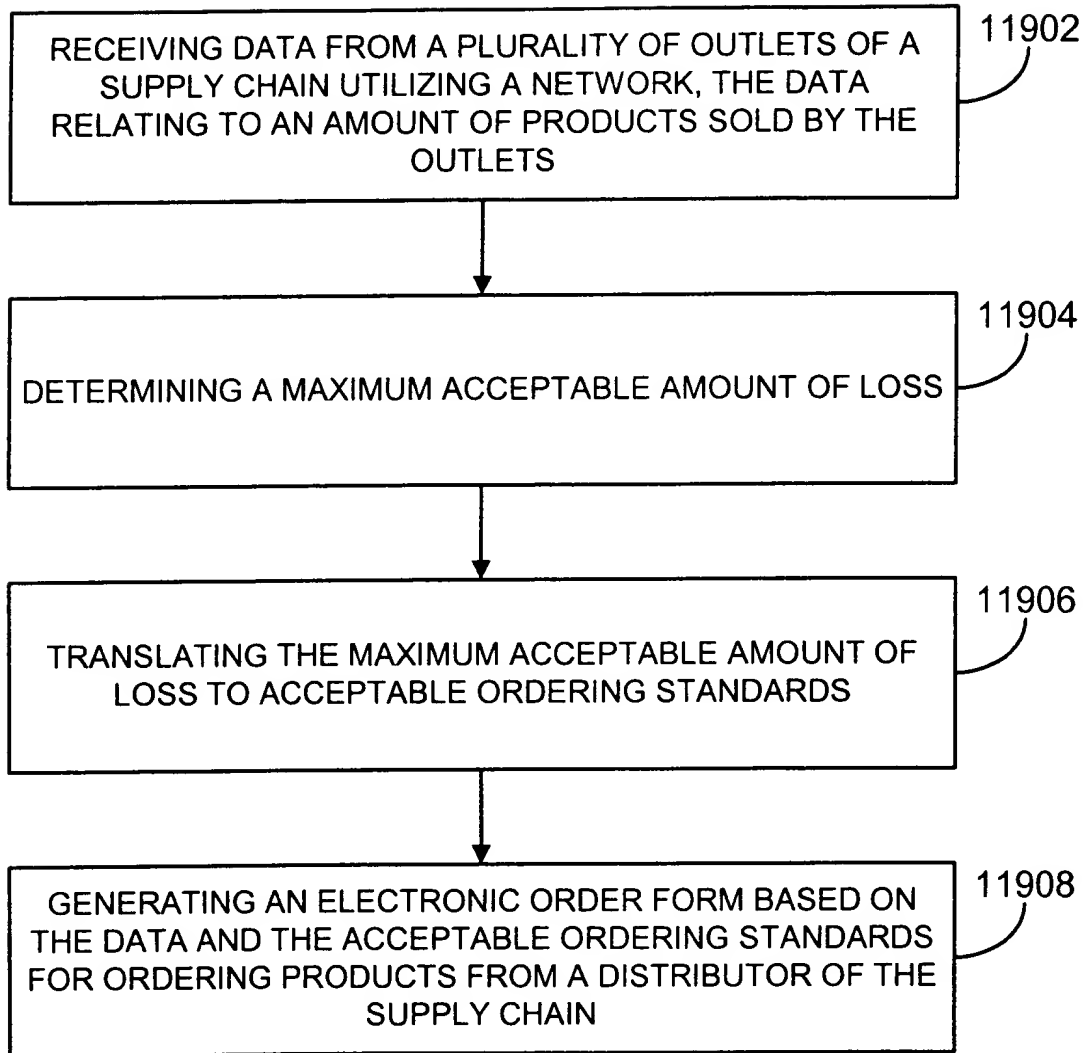 RECEIVING DATA FROM A PLURALITY OF OUTLETS OF A
SUPPLY CHAIN UTILIZING A NETWORK, THE DATA
RELATING TO AN AMOUNT OF PRODUCTS SOLD BY THE
OUTLETS
11902
DETERMINING A MAXIMUM ACCEPTABLE AMOUNT OF LOSS
11904
TRANSLATING THE MAXIMUM ACCEPTABLE AMOUNT OF
LOSS TO ACCEPTABLE ORDERING STANDARDS
11906
GENERATING AN ELECTRONIC ORDER FORM BASED ON
THE DATA AND THE ACCEPTABLE ORDERING STANDARDS
FOR ORDERING PRODUCTS FROM A DISTRIBUTOR OF THE
SUPPLY CHAIN
11908